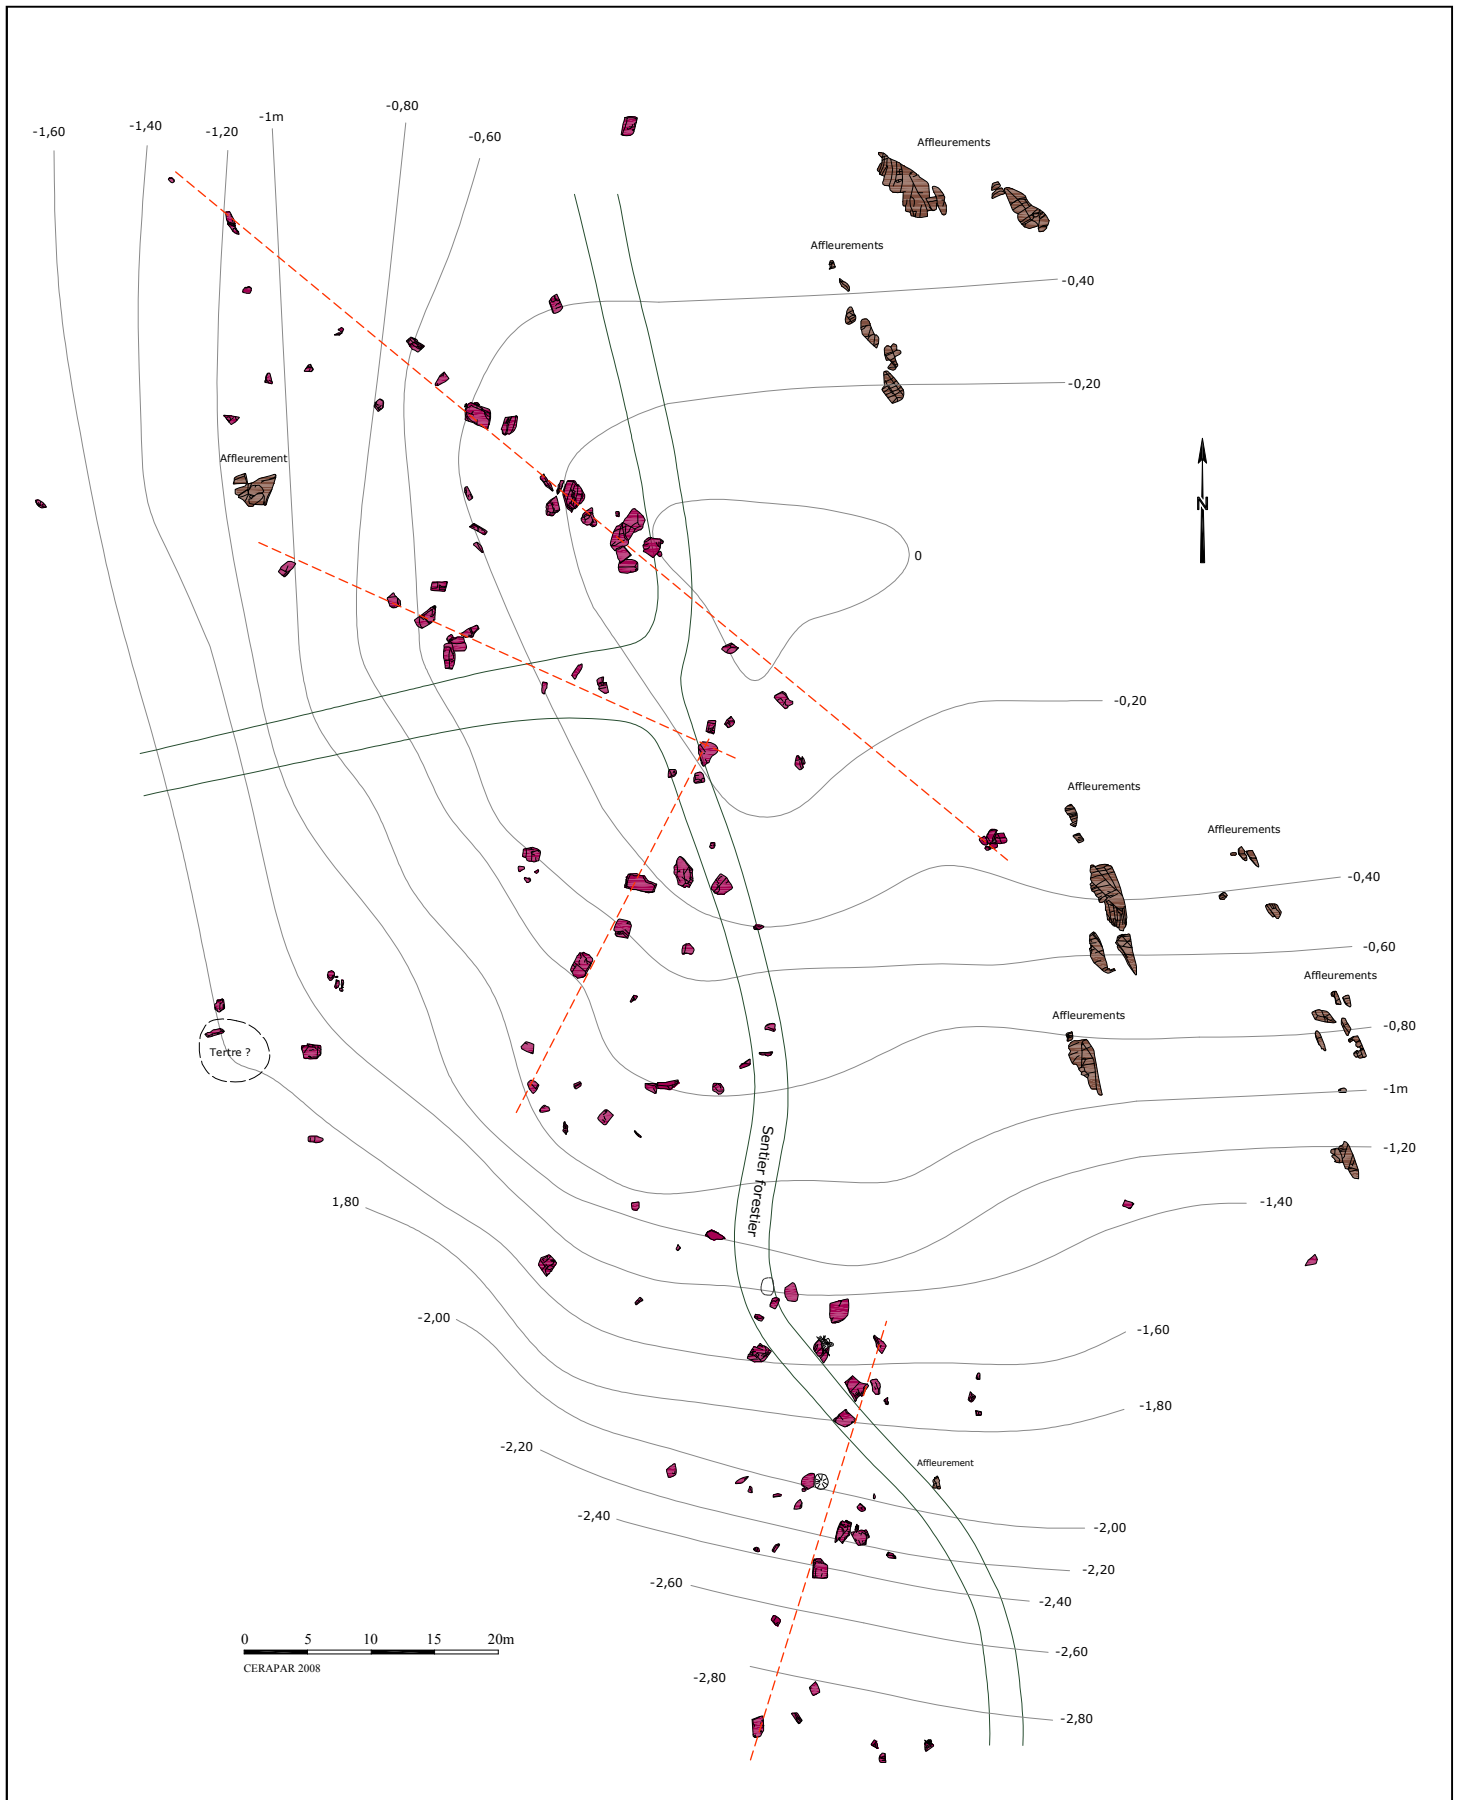 -0,80
-1m
-1,40
-1,60
-1,20
-0,60
Affleurements
Affleurements
-0,40
-0,20
Affleurement
N
0
-0,20
Affleurements
Affleurements
-0,40
-0,60
Affleurements
Affleurements
-0,80
Tertre ?
-1m
-1,20
Sentier forestier
1,80
-1,40
-2,00
-1,60
-1,80
-2,20
Affleurement
-2,40
-2,00
-2,20
-2,60
-2,40
0 5 10 15 20m
-2,60
CERAPAR 2008
-2,80
-2,80